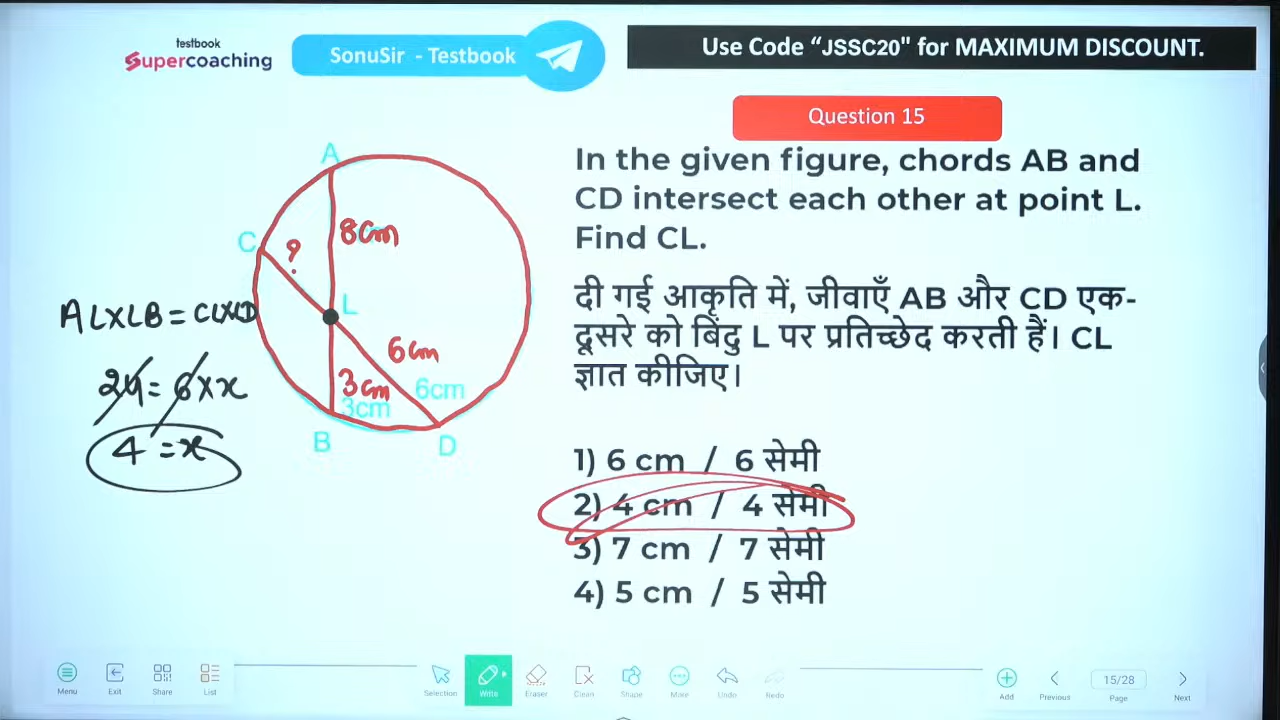 testbook
Supercoaching
SonuSir - Testbook
Use Code “JSSC20" for MAXIMUM DISCOUNT.
Question 15
In the given figure, chords AB and
CD intersect each other at point L.
Find CL.
दी गई आकृति में, जीवाएँ AB और CD एक-
दूसरे को बिंदु L पर प्रतिच्छेद करती हैं। CL
ज्ञात कीजिए।
1) 6 cm / 6 सेमी
2) 4 cm / 4 सेमी
3) 7 cm / 7 सेमी
4) 5 cm / 5 सेमी
A
C
?
8cm
L
6cm
3cm
6cm
3cm
B
D
ALXLB = CLXLD
24 = 6 X x
4 = x
Menu
Exit
Share
List
Selection
Write
Eraser
Clean
Shape
More
Undo
Redo
Add
Previous
15/28
Page
Next